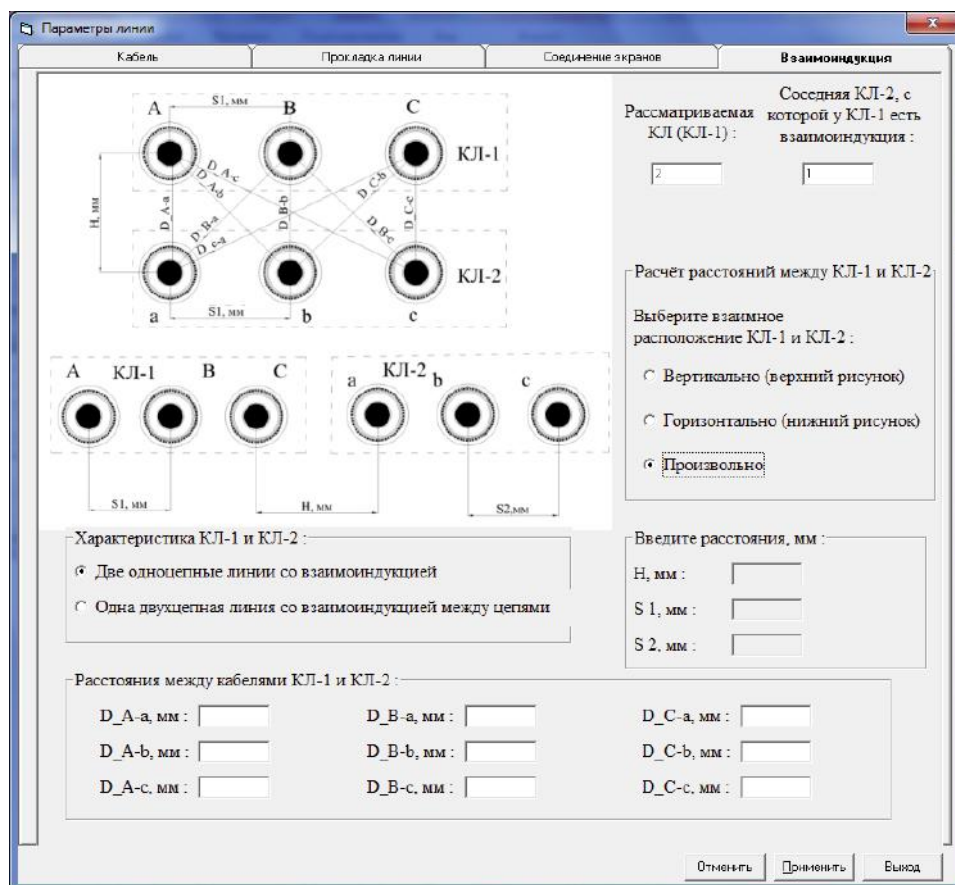 Параметры линии
Кабель
Прокладка линии
Соединение экранов
Взаимоиндукция
S1, мм
A
B
C
КЛ-1
D_A-c
D_A-b
D_C-b
H, мм
D_A-a
D_B-a
D_c-a
D_B-b
D_B-c
D_C-c
КЛ-2
a
S1, мм
b
c
A
КЛ-1
B
C
a
КЛ-2
b
c
S1, мм
H, мм
S2,мм
Рассматриваемая
КЛ (КЛ-1) :
2
Соседняя КЛ-2, с
которой у КЛ-1 есть
взаимоиндукция :
1
Расчёт расстояний между КЛ-1 и КЛ-2
Выберите взаимное
расположение КЛ-1 и КЛ-2 :
Вертикально (верхний рисунок)
Горизонтально (нижний рисунок)
Произвольно
Характеристика КЛ-1 и КЛ-2 :
Две одноцепные линии со взаимоиндукцией
Одна двухцепная линия со взаимоиндукцией между цепями
Введите расстояния, мм :
H, мм :
S 1, мм :
S 2, мм :
Расстояния между кабелями КЛ-1 и КЛ-2 :
D_A-a, мм :
D_B-a, мм :
D_C-a, мм :
D_A-b, мм :
D_B-b, мм :
D_C-b, мм :
D_A-c, мм :
D_B-c, мм :
D_C-c, мм :
Отменить
Применить
Выход